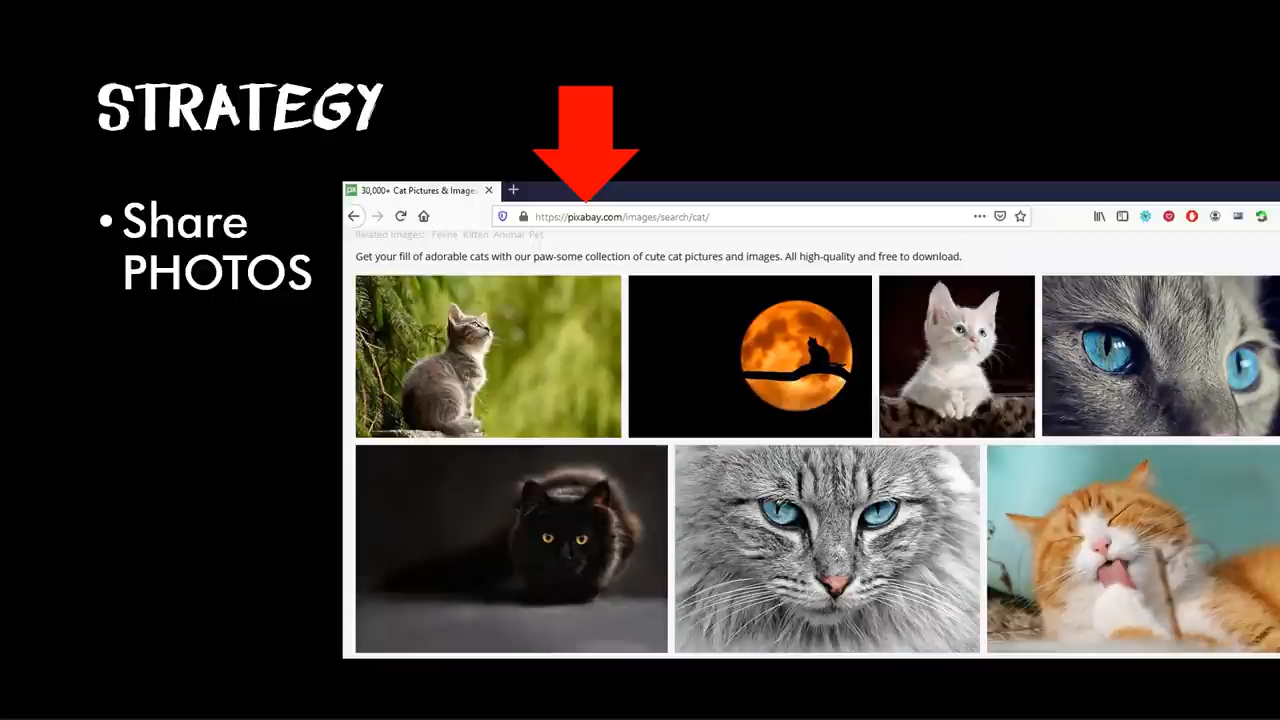 STRATEGY
• Share
PHOTOS
30,000+ Cat Pictures & Image
https://pixabay.com/images/search/cat/
Related Images: Feline Kitten Animal Pet
Get your fill of adorable cats with our paw-some collection of cute cat pictures and images. All high-quality and free to download.